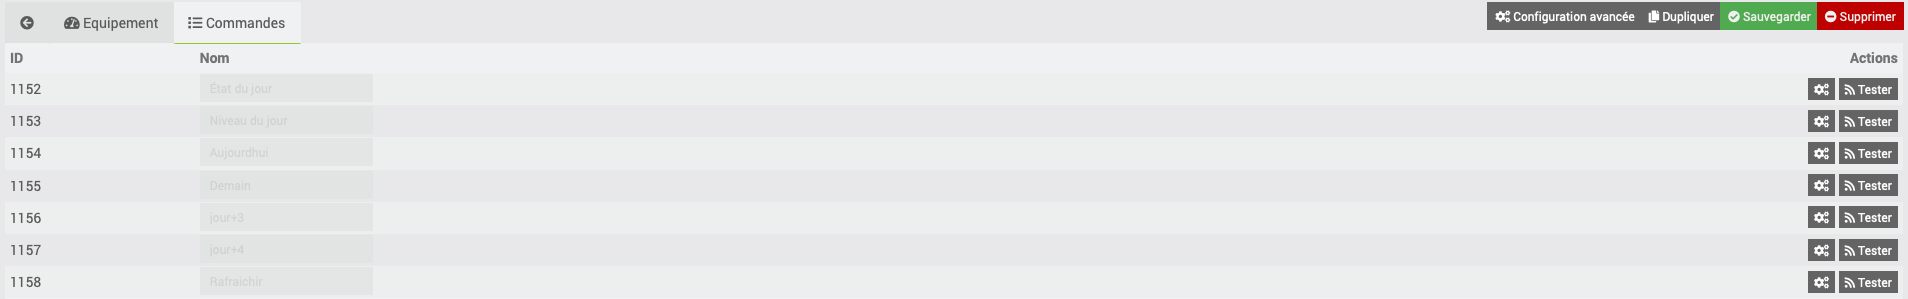 Equipement Commandes Configuration avancée Dupliquer Sauvegarder Supprimer
ID Nom Actions
1152 État du jour Tester
1153 Niveau du jour Tester
1154 Aujourdhui Tester
1155 Demain Tester
1156 jour+3 Tester
1157 jour+4 Tester
1158 Rafraichir Tester